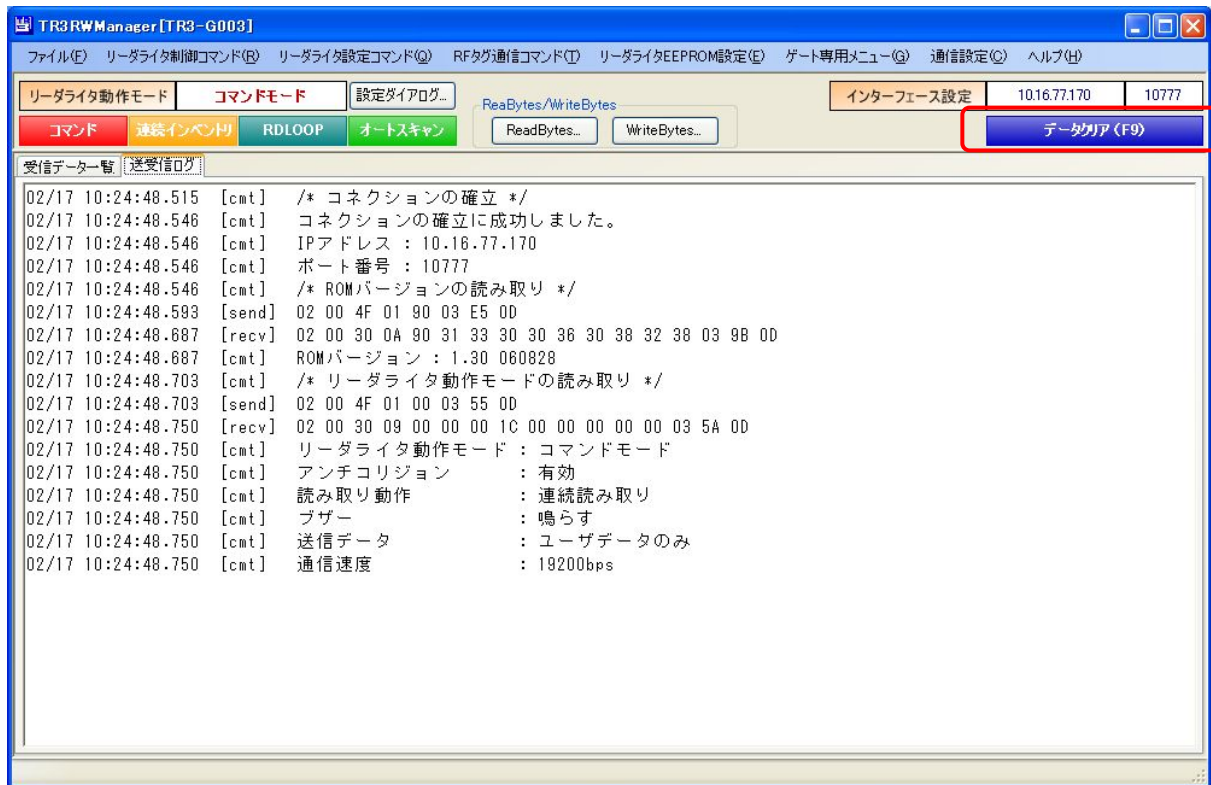 TR3RWManager[TR3-G003]
ファイル(F) リーダライタ制御コマンド(R) リーダライタ設定コマンド(Q) RFタグ通信コマンド(T) リーダライタEEPROM設定(E) ゲート専用メニュー(G) 通信設定(C) ヘルプ(H)
リーダライタ動作モード コマンドモード 設定ダイアログ... ReaBytes/WriteBytes インターフェース設定 10.16.77.170 10777
コマンド 連続インベントリ RDLOOP オートスキャン ReadBytes... WriteBytes... データクリア(F9)
受信データ一覧 送受信ログ
02/17 10:24:48.515 [cmt] /* コネクションの確立 */
02/17 10:24:48.546 [cmt] コネクションの確立に成功しました。
02/17 10:24:48.546 [cmt] IPアドレス : 10.16.77.170
02/17 10:24:48.546 [cmt] ポート番号 : 10777
02/17 10:24:48.546 [cmt] /* ROMバージョンの読み取り */
02/17 10:24:48.593 [send] 02 00 4F 01 90 03 E5 0D
02/17 10:24:48.687 [recv] 02 00 30 0A 90 31 33 30 30 36 30 38 32 38 03 9B 0D
02/17 10:24:48.687 [cmt] ROMバージョン : 1.30 060828
02/17 10:24:48.703 [cmt] /* リーダライタ動作モードの読み取り */
02/17 10:24:48.703 [send] 02 00 4F 01 00 03 55 0D
02/17 10:24:48.750 [recv] 02 00 30 09 00 00 00 1C 00 00 00 00 00 03 5A 0D
02/17 10:24:48.750 [cmt] リーダライタ動作モード : コマンドモード
02/17 10:24:48.750 [cmt] アンチコリジョン : 有効
02/17 10:24:48.750 [cmt] 読み取り動作 : 連続読み取り
02/17 10:24:48.750 [cmt] ブザー : 鳴らす
02/17 10:24:48.750 [cmt] 送信データ : ユーザデータのみ
02/17 10:24:48.750 [cmt] 通信速度 : 19200bps